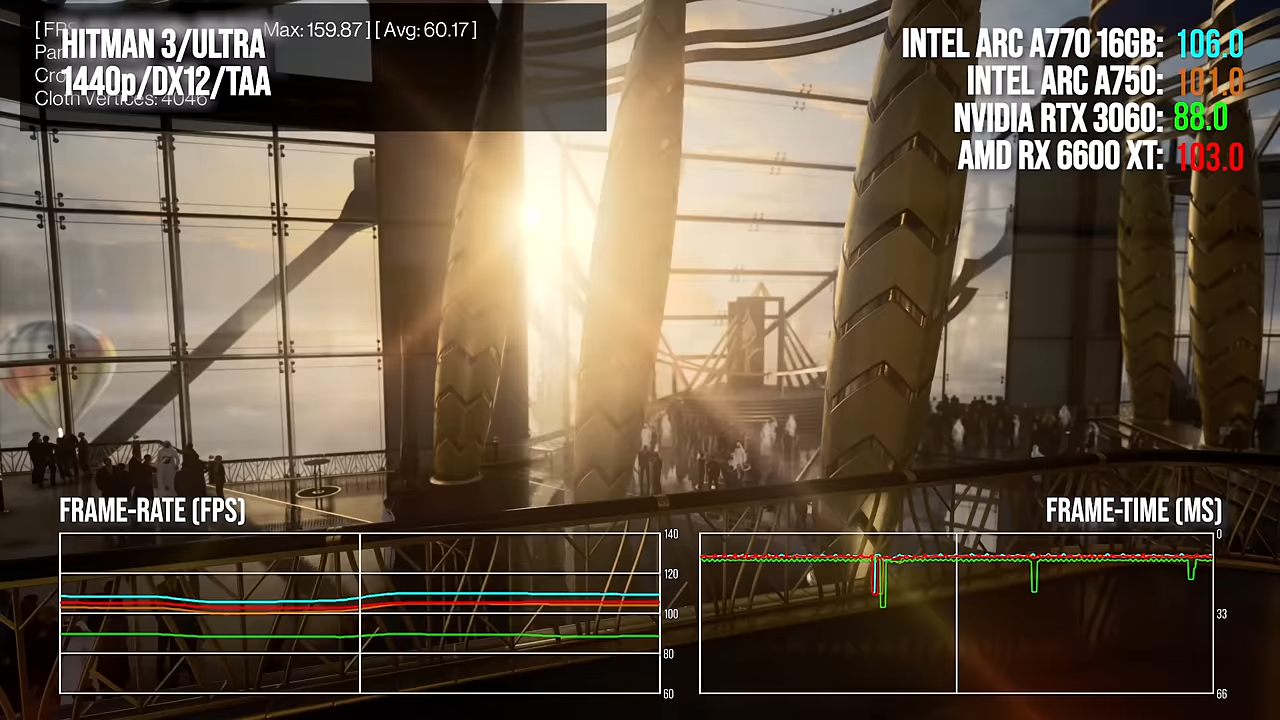 [ FP Max: 159.87 ] [ Avg: 60.17 ]
HITMAN 3/ULTRA
1440p/DX12/TAA
Cloth Vertices: 4046
INTEL ARC A770 16GB: 106.0
INTEL ARC A750: 101.0
NVIDIA RTX 3060: 88.0
AMD RX 6600 XT: 103.0
FRAME-RATE (FPS)
140
120
100
80
60
FRAME-TIME (MS)
0
33
66